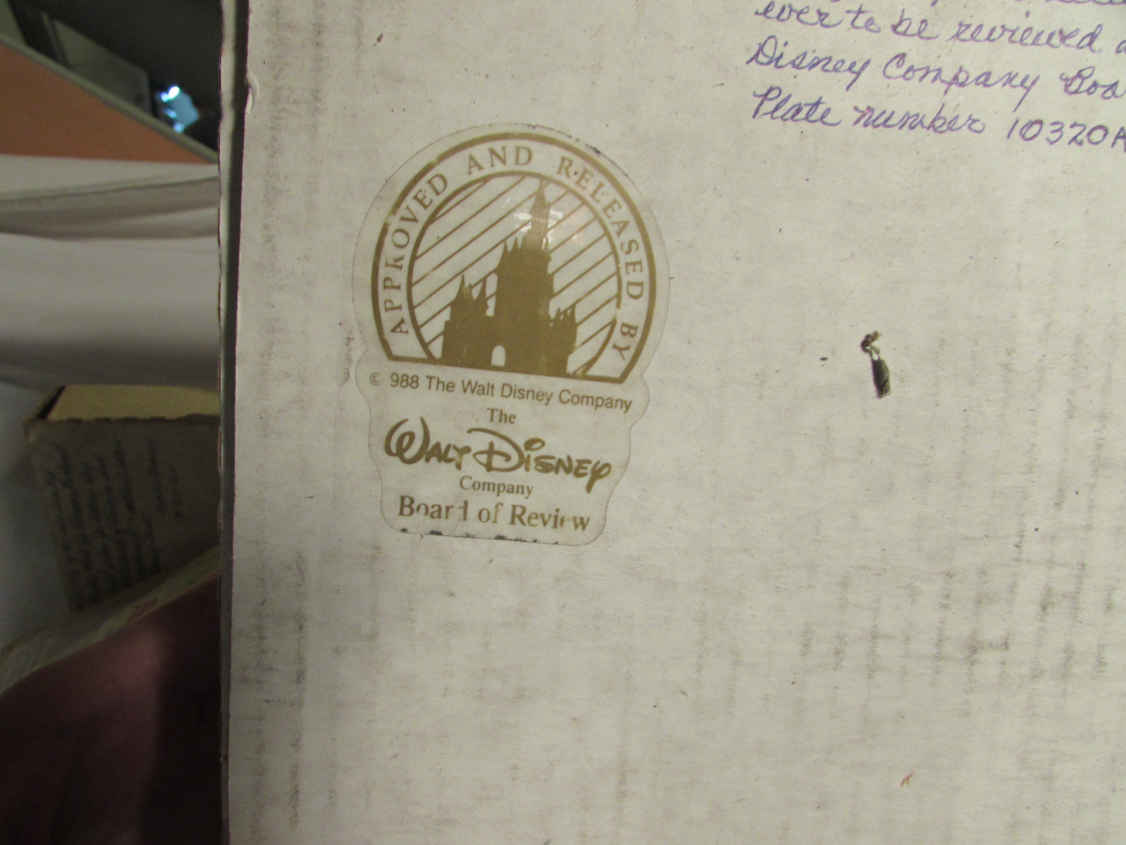 ever to be reviewed
Disney Company
Plate number 10320A
APPROVED AND RELEASED BY
© 988 The Walt Disney Company
The
WALT DISNEY
Company
Board of Review